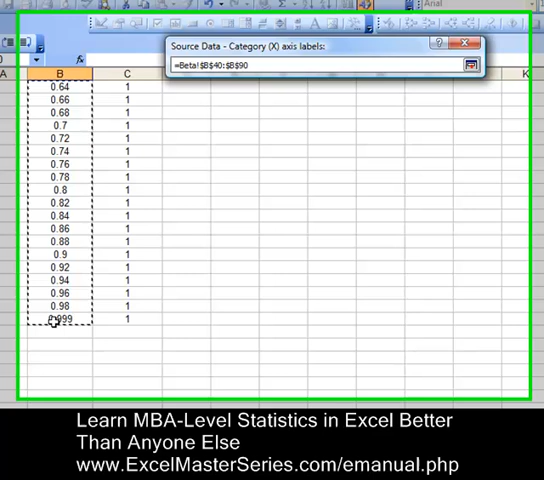 Arial
Source Data - Category (X) axis labels:
=Beta!$B$40:$B$90
A B C K
0.64 1
0.66 1
0.68 1
0.7 1
0.72 1
0.74 1
0.76 1
0.78 1
0.8 1
0.82 1
0.84 1
0.86 1
0.88 1
0.9 1
0.92 1
0.94 1
0.96 1
0.98 1
0.999 1
Learn MBA-Level Statistics in Excel Better
Than Anyone Else
www.ExcelMasterSeries.com/emanual.php